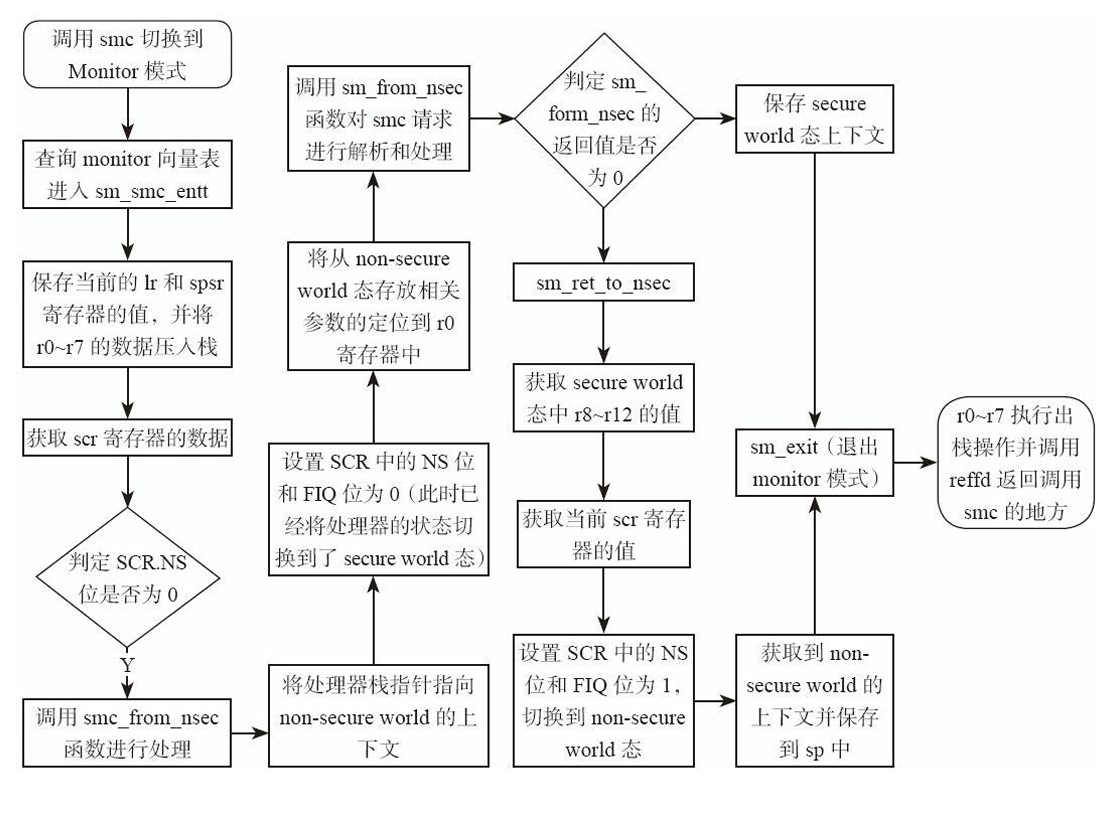 调用 smc 切换到
Monitor 模式
查询 monitor 向量表
进入 sm_smc_entt
保存当前的 lr 和 spsr
寄存器的值，并将
r0~r7 的数据压入栈
获取 scr 寄存器的数据
判定 SCR.NS
位是否为 0
Y
调用 smc_from_nsec
函数进行处理
将处理器栈指针指向
non-secure world 的上
下文
设置 SCR 中的 NS 位
和 FIQ 位为 0（此时已
经将处理器的状态切
换到了 secure world 态）
将从 non-secure
world 态存放相关
参数的定位到 r0
寄存器中
调用 sm_from_nsec
函数对 smc 请求
进行解析和处理
判定 sm_
form_nsec 的
返回值是否
为 0
sm_ret_to_nsec
获取 secure world
态中 r8~r12 的值
获取当前 scr 寄存
器的值
设置 SCR 中的 NS
位和 FIQ 位为 1，
切换到 non-secure
world 态
获取到 non-
secure world 的
上下文并保存
到 sp 中
保存 secure
world 态上下文
sm_exit（退出
monitor 模式）
r0~r7 执行出
栈操作并调用
reffd 返回调用
smc 的地方